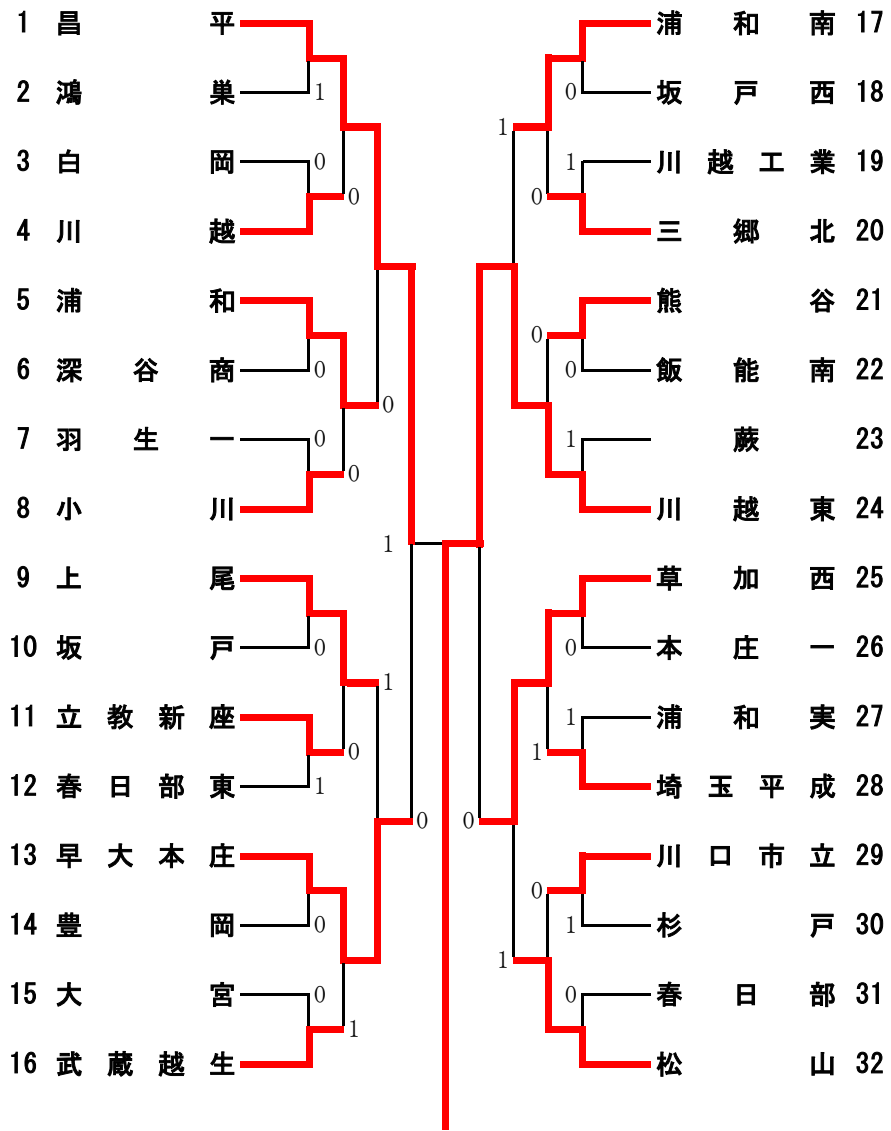 1 昌平
2 鴻巣
1
3 白岡
0
0
4 川越
5 浦和
6 深谷商
0
0
7 羽生一
0
0
8 小川
1
9 上尾
10 坂戸
0
1
11 立教新座
0
12 春日部東
1
0
13 早大本庄
14 豊岡
0
15 大宮
0
1
16 武蔵越生
浦和南 17
0 坂戸西 18
1
1 川越工業 19
0
三郷北 20
熊谷 21
0
0 飯能南 22
1 蕨 23
川越東 24
草加西 25
0 本庄一 26
1 浦和実 27
1
埼玉平成 28
0
川口市立 29
0
1 杉戸 30
1
0 春日部 31
松山 32